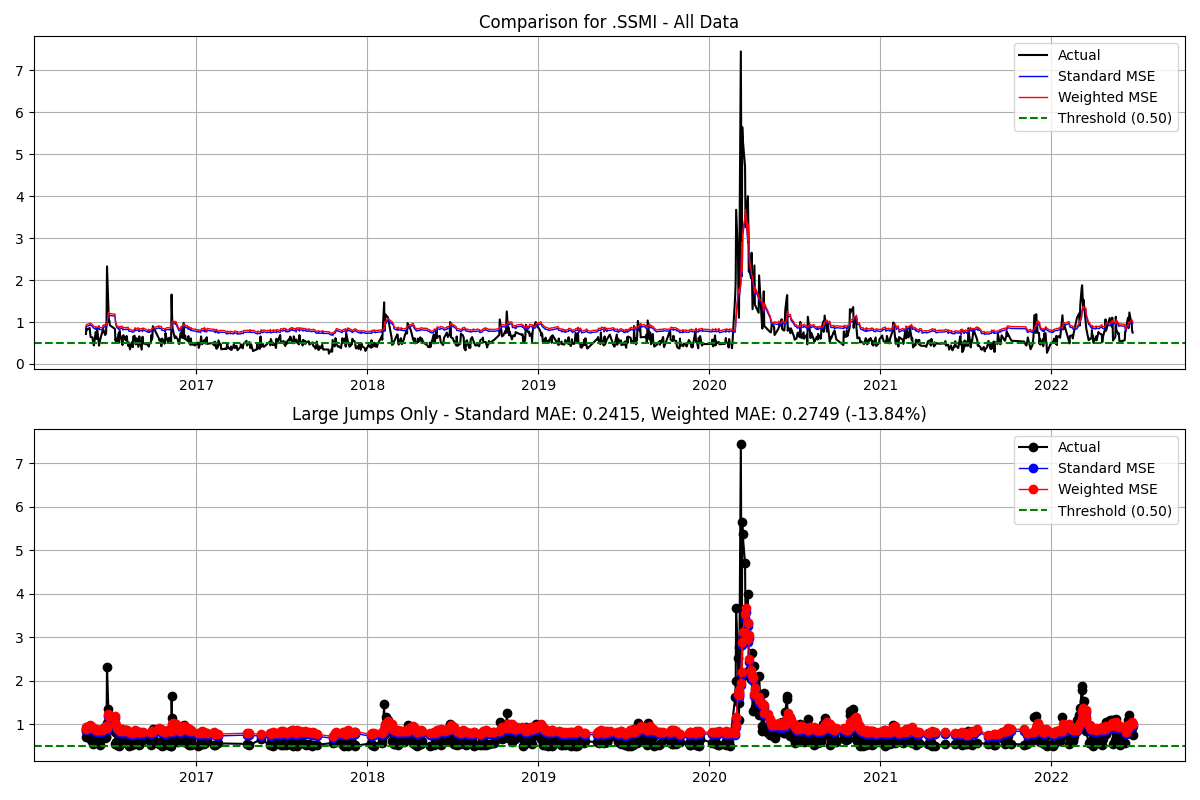 Comparison for .SSMI - All Data
7
6
5
4
3
2
1
0
Actual
Standard MSE
Weighted MSE
Threshold (0.50)
2017 2018 2019 2020 2021 2022
Large Jumps Only - Standard MAE: 0.2415, Weighted MAE: 0.2749 (-13.84%)
7
6
5
4
3
2
1
Actual
Standard MSE
Weighted MSE
Threshold (0.50)
2017 2018 2019 2020 2021 2022